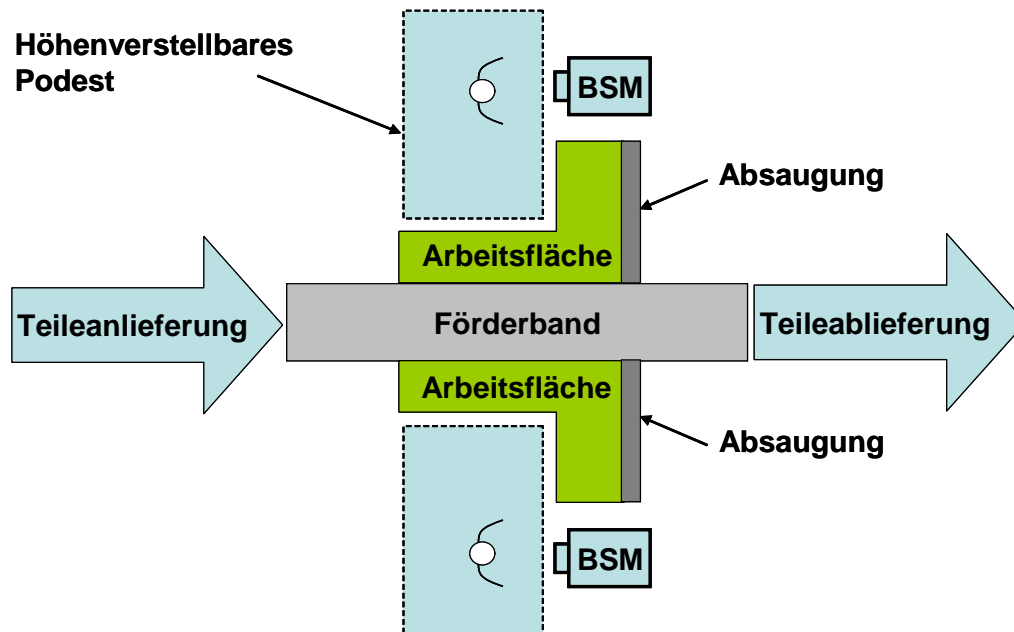 Höhenverstellbares
Podest
BSM
Absaugung
Arbeitsfläche
Teileanlieferung
Förderband
Teileablieferung
Arbeitsfläche
Absaugung
BSM